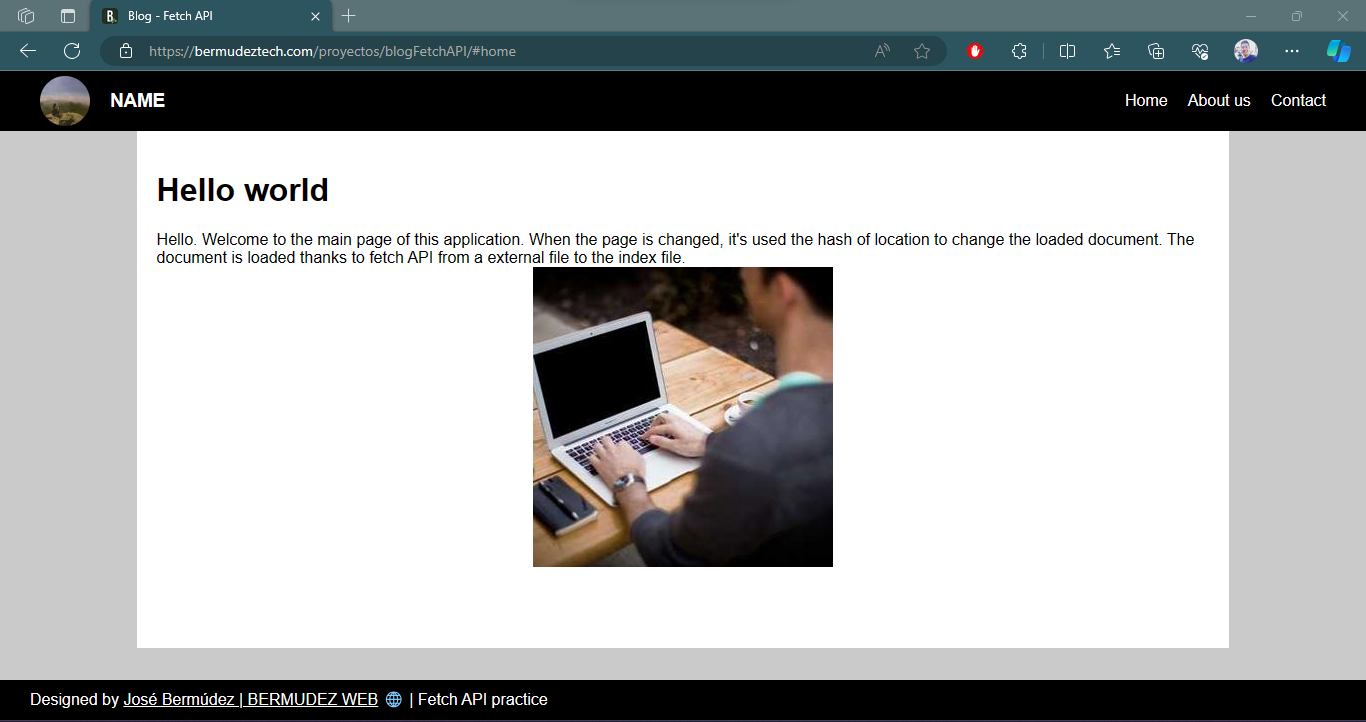 Blog - Fetch API
https://bermudeztech.com/proyectos/blogFetchAPI/#home
NAME
Home About us Contact
Hello world
Hello. Welcome to the main page of this application. When the page is changed, it's used the hash of location to change the loaded document. The
document is loaded thanks to fetch API from a external file to the index file.
Designed by José Bermúdez | BERMUDEZ WEB 🌐 | Fetch API practice